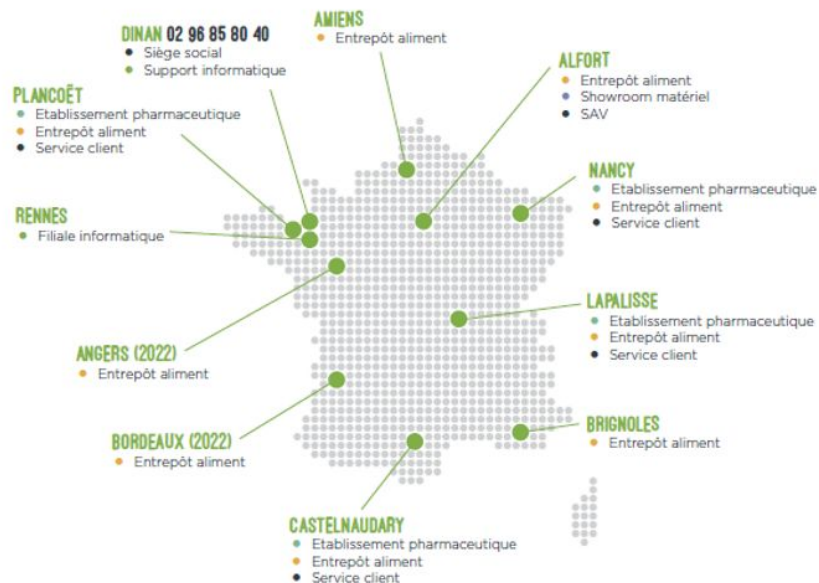 DINAN 02 96 85 80 40
Siège social
Support informatique
AMIENS
Entrepôt aliment
ALFORT
Entrepôt aliment
Showroom matériel
SAV
PLANCOËT
Etablissement pharmaceutique
Entrepôt aliment
Service client
NANCY
Etablissement pharmaceutique
Entrepôt aliment
Service client
RENNES
Filiale informatique
LAPALISSE
Etablissement pharmaceutique
Entrepôt aliment
Service client
ANGERS (2022)
Entrepôt aliment
BORDEAUX (2022)
Entrepôt aliment
BRIGNOLES
Entrepôt aliment
CASTELNAUDARY
Etablissement pharmaceutique
Entrepôt aliment
Service client